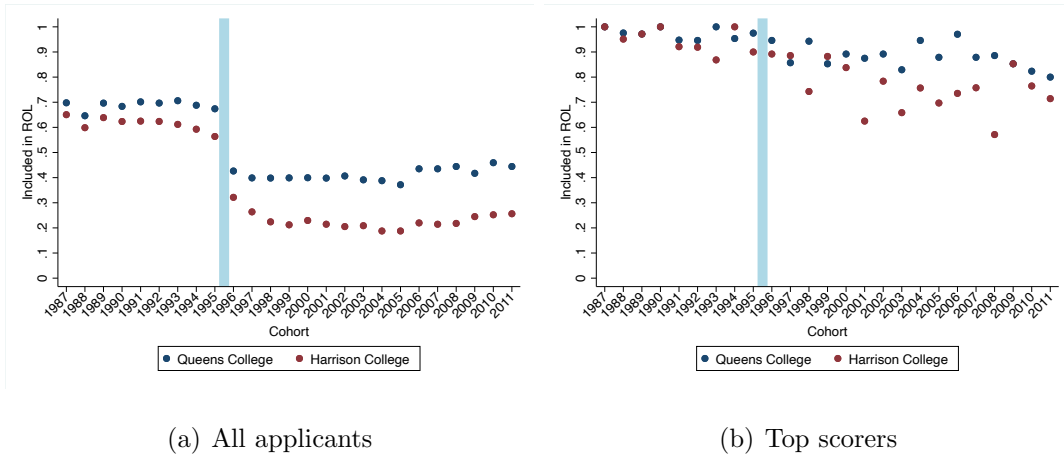 Included in ROL
0 .1 .2 .3 .4 .5 .6 .7 .8 .9 1
1987 1988 1989 1990 1991 1992 1993 1994 1995 1996 1997 1998 1999 2000 2001 2002 2003 2004 2005 2006 2007 2008 2009 2010 2011
Cohort
Queens College Harrison College
(a) All applicants
Included in ROL
0 .1 .2 .3 .4 .5 .6 .7 .8 .9 1
1987 1988 1989 1990 1991 1992 1993 1994 1995 1996 1997 1998 1999 2000 2001 2002 2003 2004 2005 2006 2007 2008 2009 2010 2011
Cohort
Queens College Harrison College
(b) Top scorers